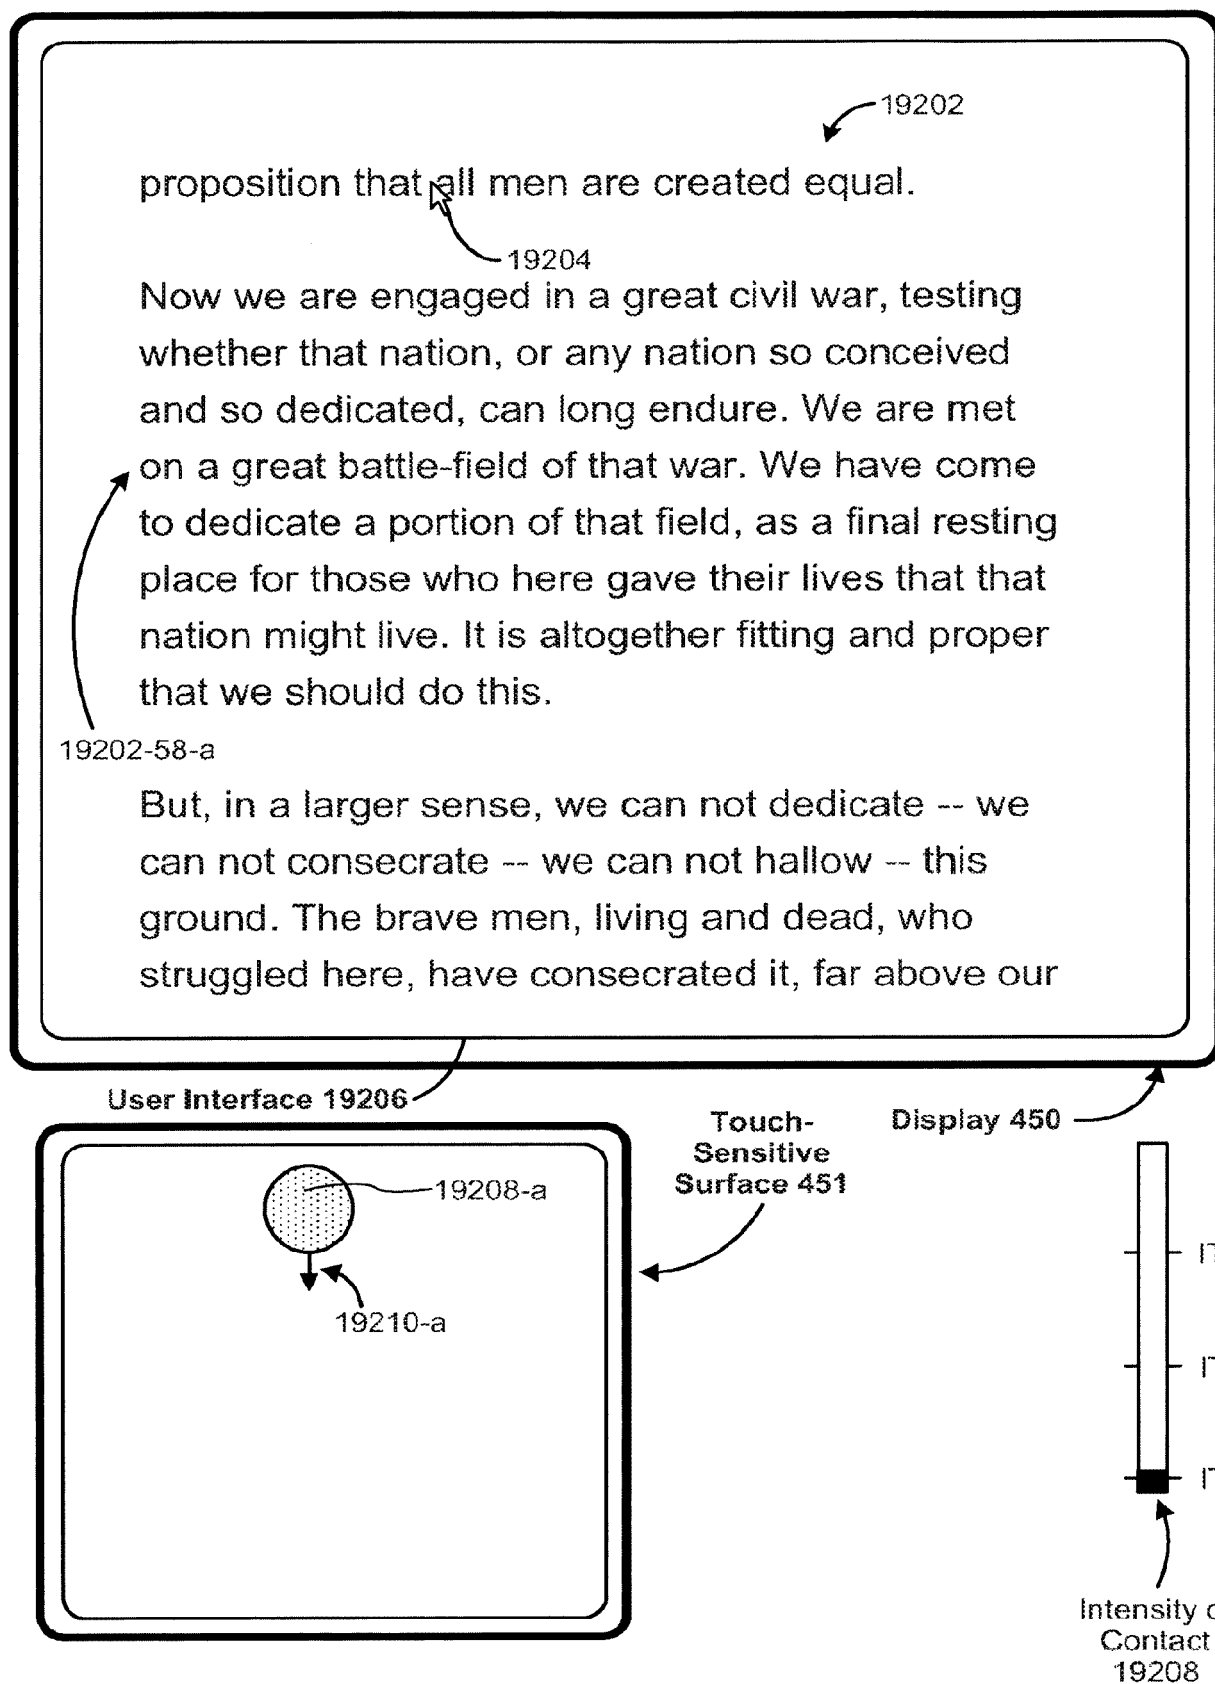 19202
proposition that all men are created equal.
19204
Now we are engaged in a great civil war, testing
whether that nation, or any nation so conceived
and so dedicated, can long endure. We are met
on a great battle-field of that war. We have come
to dedicate a portion of that field, as a final resting
place for those who here gave their lives that that
nation might live. It is altogether fitting and proper
that we should do this.
19202-58-a
But, in a larger sense, we can not dedicate -- we
can not consecrate -- we can not hallow -- this
ground. The brave men, living and dead, who
struggled here, have consecrated it, far above our
User Interface 19206
Touch-
Sensitive
Surface 451
Display 450
19208-a
19210-a
Intensity
Contact
19208